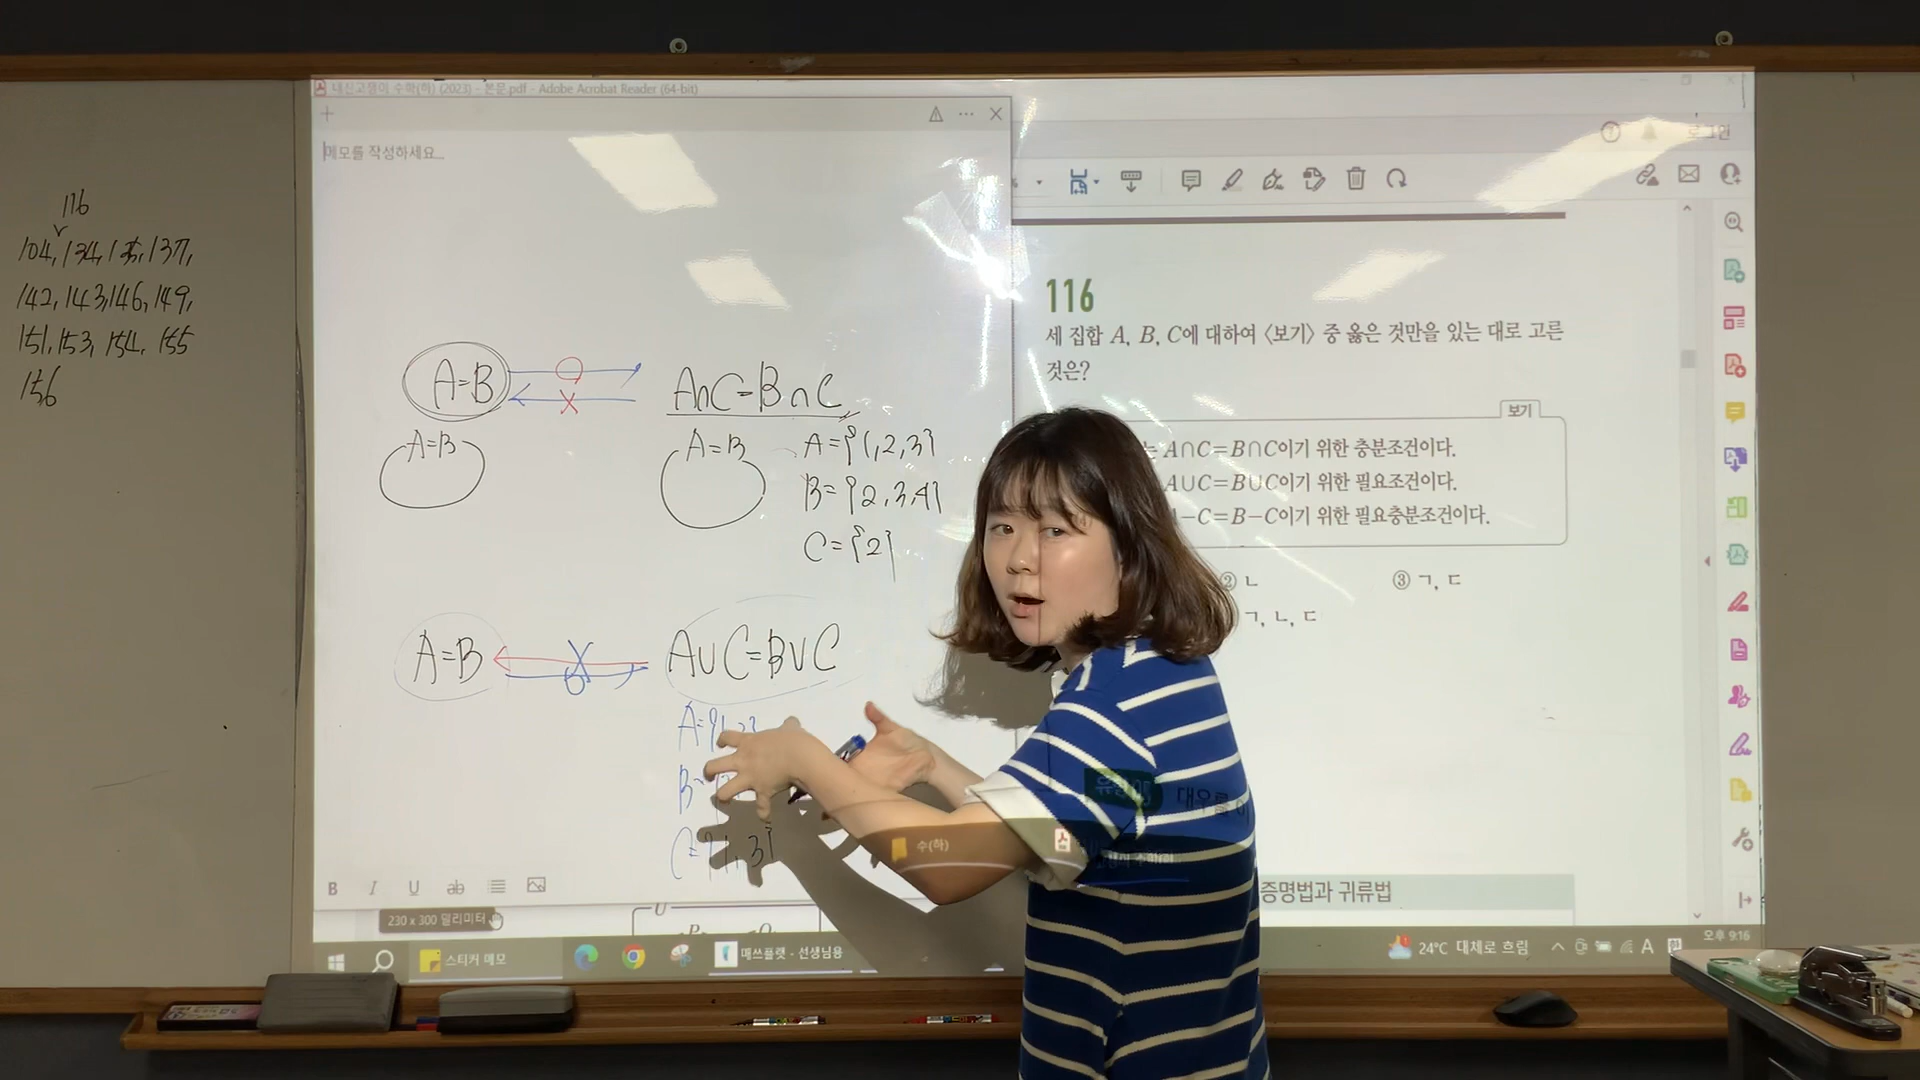 내신고쟁이 수학(하) (2023) - 본문.pdf - Adobe Acrobat Reader (64-bit)
메모를 작성하세요...
로그인
116
104, 134, 135, 137,
142, 143, 146, 149,
151, 153, 154, 155
156
A=B
A∩C=B∩C
A=B
A=B
A={1,2,3}
B={2,3,4}
C={2}
A=B
A∪C=B∪C
A={1,2}
C={1,3}
116
세 집합 A, B, C에 대하여 〈보기〉 중 옳은 것만을 있는 대로 고른
것은?
보기
A∩C=B∩C이기 위한 충분조건이다.
A∪C=B∪C이기 위한 필요조건이다.
-C=B-C이기 위한 필요충분조건이다.
② ㄴ
③ ㄱ, ㄷ
ㄱ, ㄴ, ㄷ
대우를 이
수(하)
증명법과 귀류법
B I U ab
230 x 300 밀리미터
U
스티커 메모
매쓰플랫 - 선생님용
24°C 대체로 흐림
A
오후 9:16